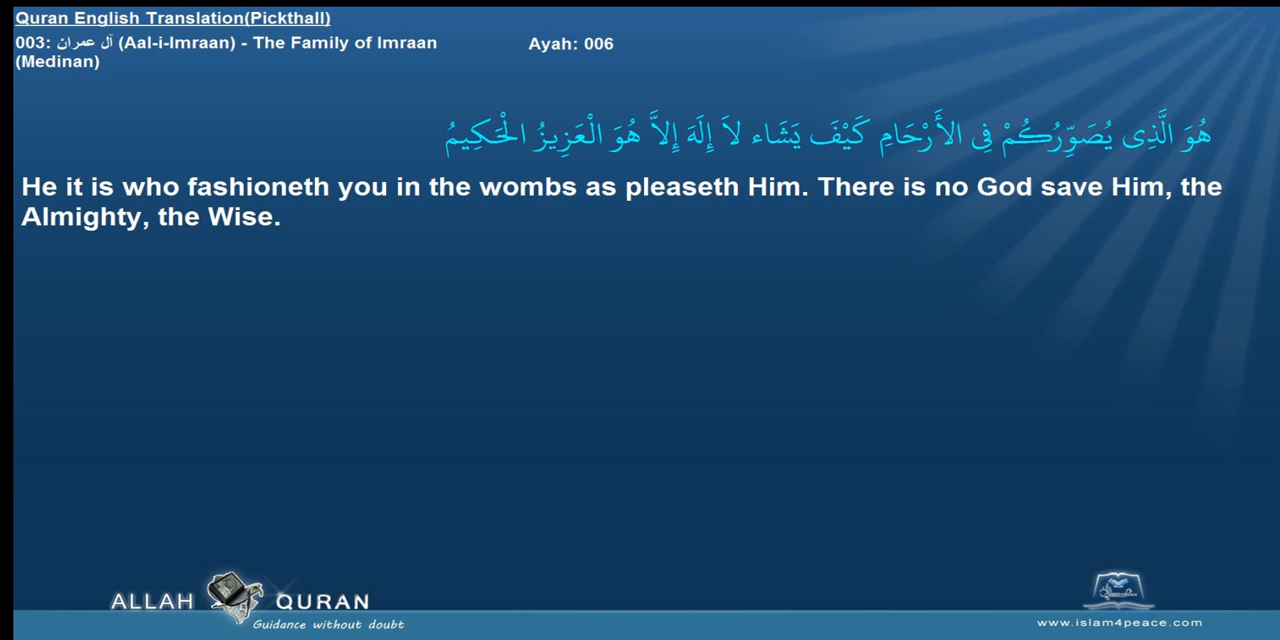 Quran English Translation(Pickthall)
003: آل عمران (Aal-i-Imraan) - The Family of Imraan
(Medinan)
Ayah: 006
هُوَ الَّذِى يُصَوِّرُكُمْ فِى الأَرْحَامِ كَيْفَ يَشَاء لاَ إِلَهَ إِلاَّ هُوَ الْعَزِيزُ الْحَكِيمُ
He it is who fashioneth you in the wombs as pleaseth Him. There is no God save Him, the
Almighty, the Wise.
ALLAH QURAN
Guidance without doubt
www.islam4peace.com